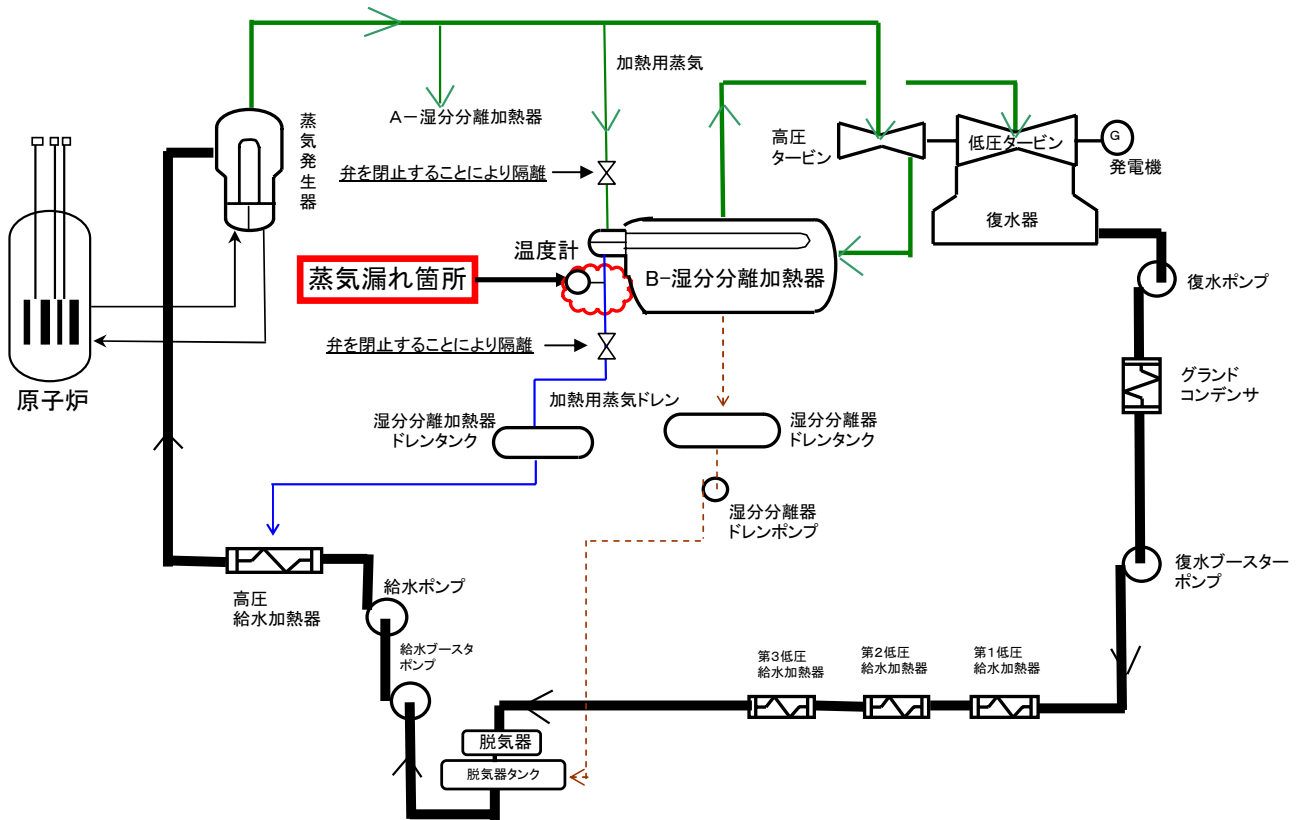 加熱用蒸気
A-湿分分離加熱器
蒸気発生器
高圧
タービン
低圧タービン
G
発電機
弁を閉止することにより隔離
復水器
温度計
蒸気漏れ箇所
B-湿分分離加熱器
復水ポンプ
弁を閉止することにより隔離
グランド
コンデンサ
原子炉
加熱用蒸気ドレン
湿分分離加熱器
ドレンタンク
湿分分離器
ドレンタンク
湿分分離器
ドレンポンプ
復水ブースター
ポンプ
給水ポンプ
高圧
給水加熱器
給水ブースタ
ポンプ
第3低圧
給水加熱器
第2低圧
給水加熱器
第1低圧
給水加熱器
脱気器
脱気器タンク